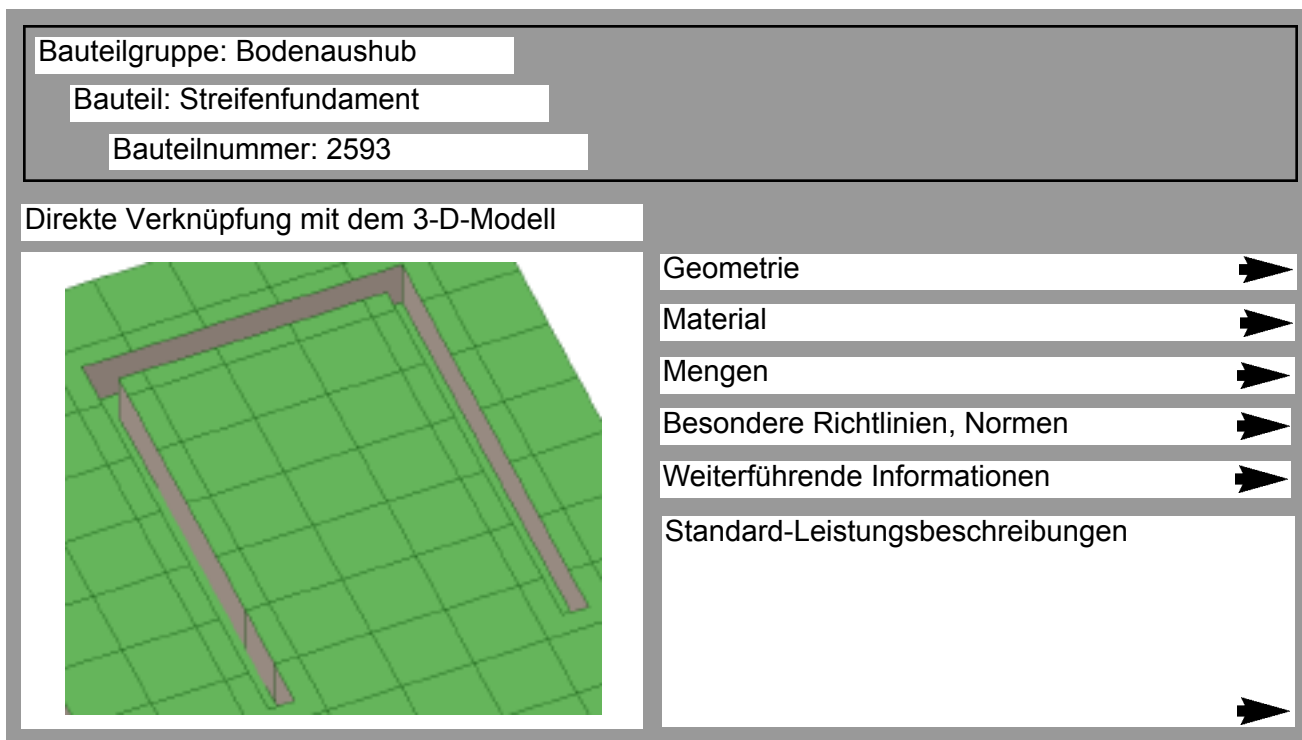 Bauteilgruppe: Bodenaushub
Bauteil: Streifenfundament
Bauteilnummer: 2593
Direkte Verknüpfung mit dem 3-D-Modell
Geometrie
Material
Mengen
Besondere Richtlinien, Normen
Weiterführende Informationen
Standard-Leistungsbeschreibungen